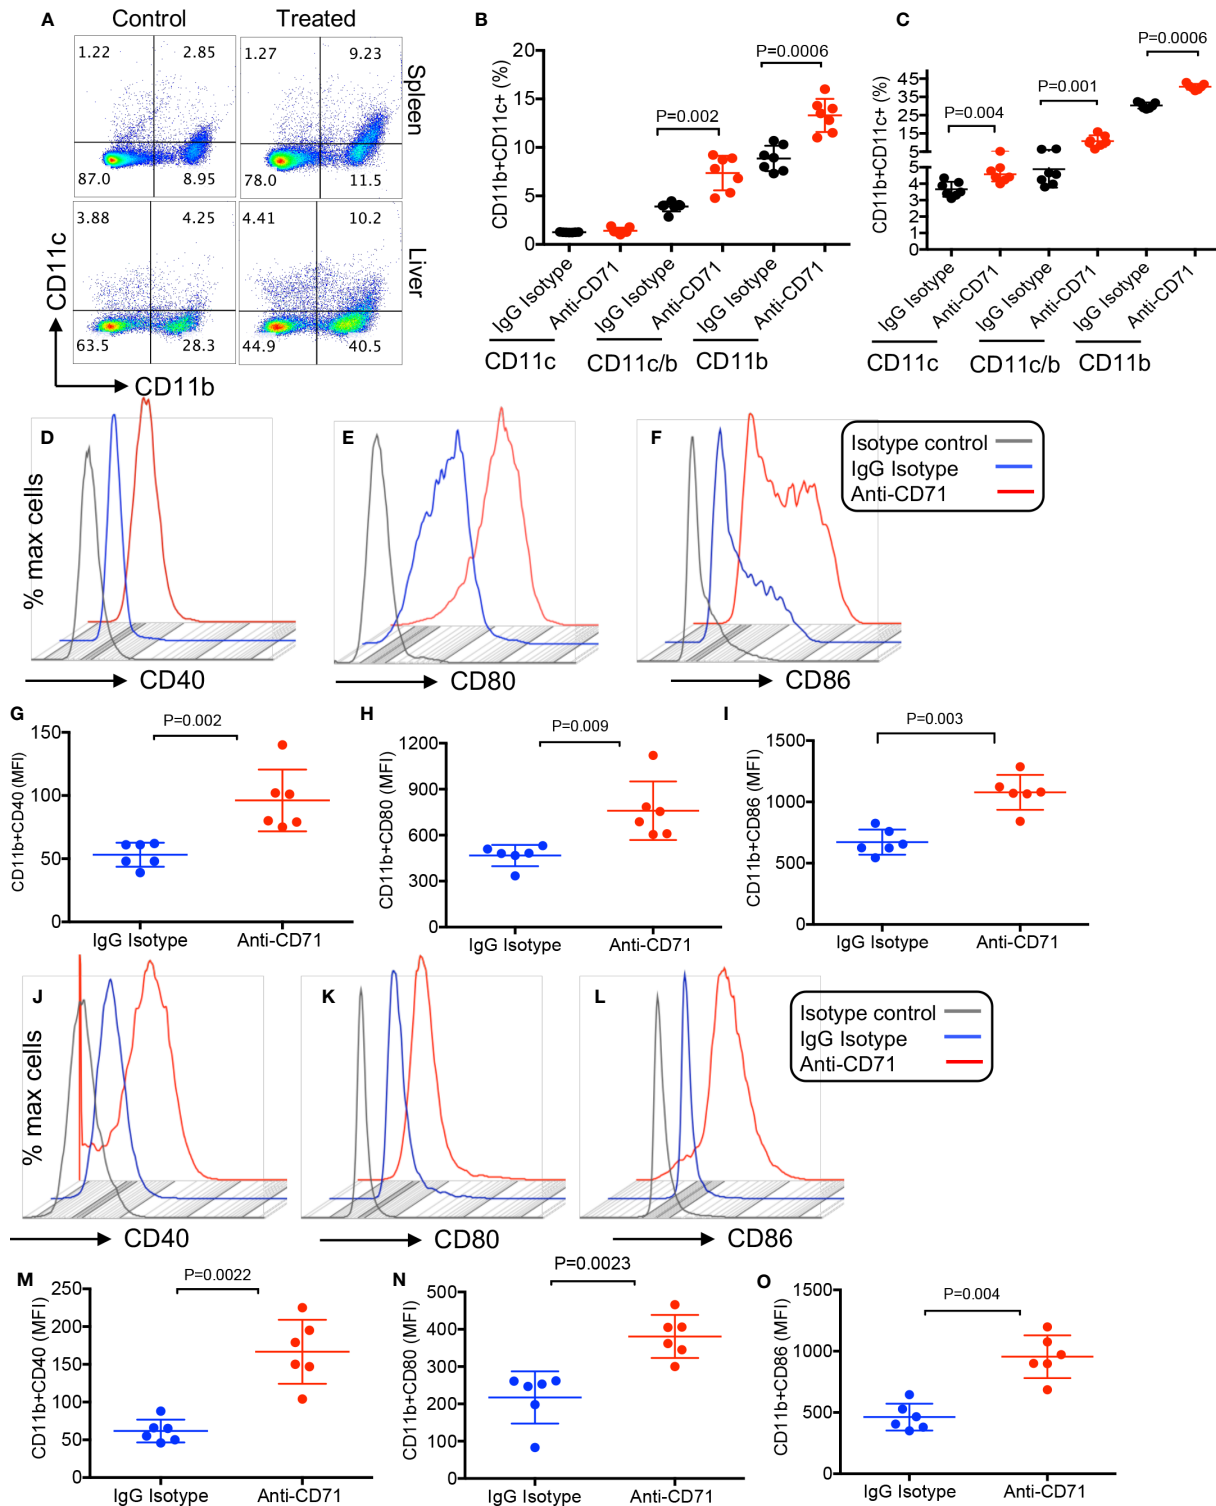 A
Control
Treated
1.22
2.85
1.27
9.23
Spleen
87.0
8.95
78.0
11.5
3.88
4.25
4.41
10.2
Liver
63.5
28.3
44.9
40.5
CD11c
CD11b
B
CD11b+CD11c+ (%)
20
15
10
5
0
P=0.002
P=0.0006
IgG Isotype
Anti-CD71
IgG Isotype
Anti-CD71
IgG Isotype
Anti-CD71
CD11c
CD11c/b
CD11b
C
CD11b+CD11c+ (%)
45
35
25
15
5
5
4
3
2
1
0
P=0.004
P=0.001
P=0.0006
IgG Isotype
Anti-CD71
IgG Isotype
Anti-CD71
IgG Isotype
Anti-CD71
CD11c
CD11c/b
CD11b
D
% max cells
CD40
E
CD80
F
CD86
Isotype control
IgG Isotype
Anti-CD71
G
CD11b+CD40 (MFI)
150
100
50
0
P=0.002
IgG Isotype
Anti-CD71
H
CD11b+CD80 (MFI)
1200
900
600
300
0
P=0.009
IgG Isotype
Anti-CD71
I
CD11b+CD86 (MFI)
1500
1000
500
0
P=0.003
IgG Isotype
Anti-CD71
J
% max cells
CD40
K
CD80
L
CD86
Isotype control
IgG Isotype
Anti-CD71
M
CD11b+CD40 (MFI)
250
200
150
100
50
0
P=0.0022
IgG Isotype
Anti-CD71
N
CD11b+CD80 (MFI)
500
400
300
200
100
0
P=0.0023
IgG Isotype
Anti-CD71
O
CD11b+CD86 (MFI)
1500
1000
500
0
P=0.004
IgG Isotype
Anti-CD71